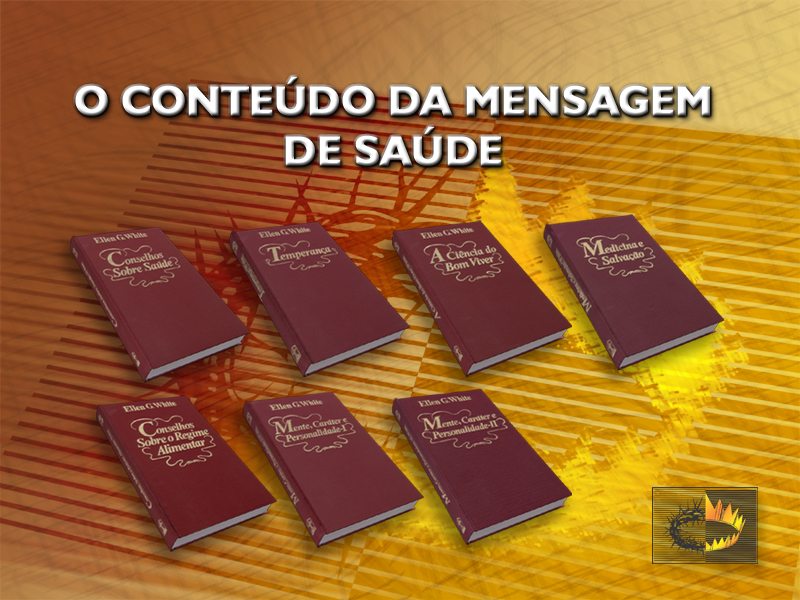 O CONTEÚDO DA MENSAGEM
DE SAÚDE
Ellen G. White
Conselhos
Sobre Saúde
Ellen G. White
Temperança
Ellen G. White
A Ciência do
Bom Viver
Medicina e
Salvação
Ellen G. White
Conselhos
Sobre o Regime
Alimentar
Ellen G. White
Mente, Caráter e
Personalidade-I
Ellen G. White
Mente, Caráter e
Personalidade-II